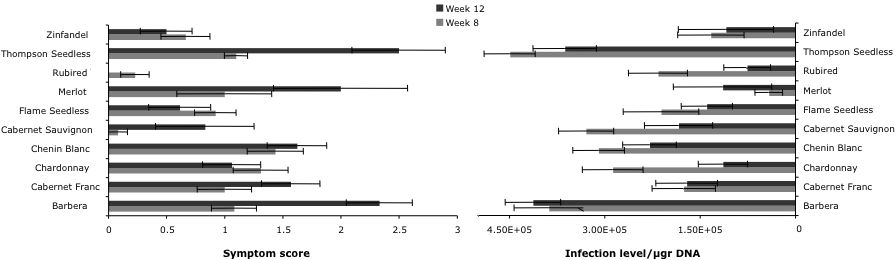 Week 12
Week 8
Zinfandel
Thompson Seedless
Rubired
Merlot
Flame Seedless
Cabernet Sauvignon
Chenin Blanc
Chardonnay
Cabernet Franc
Barbera
0 0.5 1 1.5 2 2.5 3
Symptom score
Zinfandel
Thompson Seedless
Rubired
Merlot
Flame Seedless
Cabernet Sauvignon
Chenin Blanc
Chardonnay
Cabernet Franc
Barbera
4.50E+05 3.00E+05 1.50E+05 0
Infection level/µgr DNA